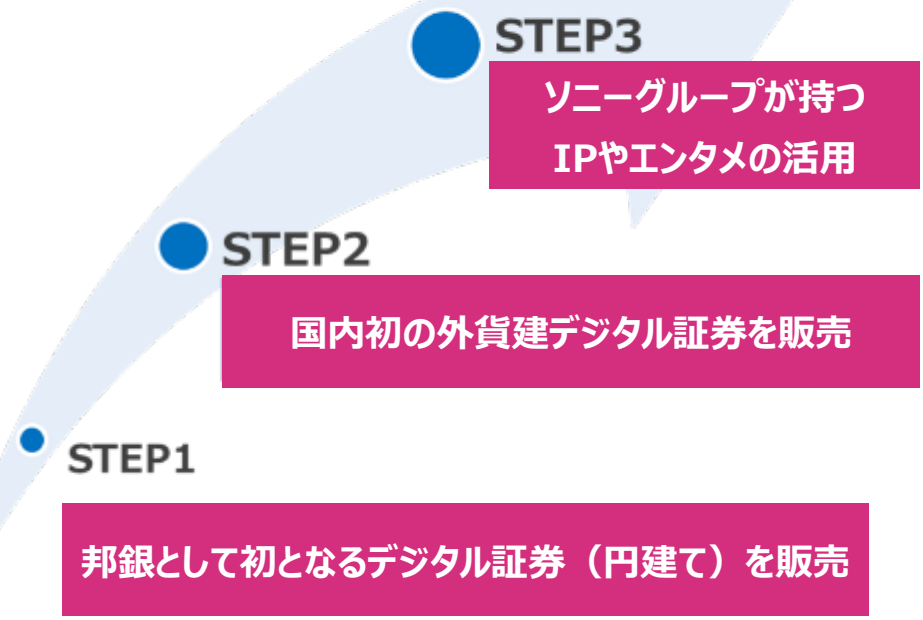 STEP3
ソニーグループが持つ
IPやエンタメの活用
STEP2
国内初の外貨建デジタル証券を販売
STEP1
邦銀として初となるデジタル証券（円建て）を販売